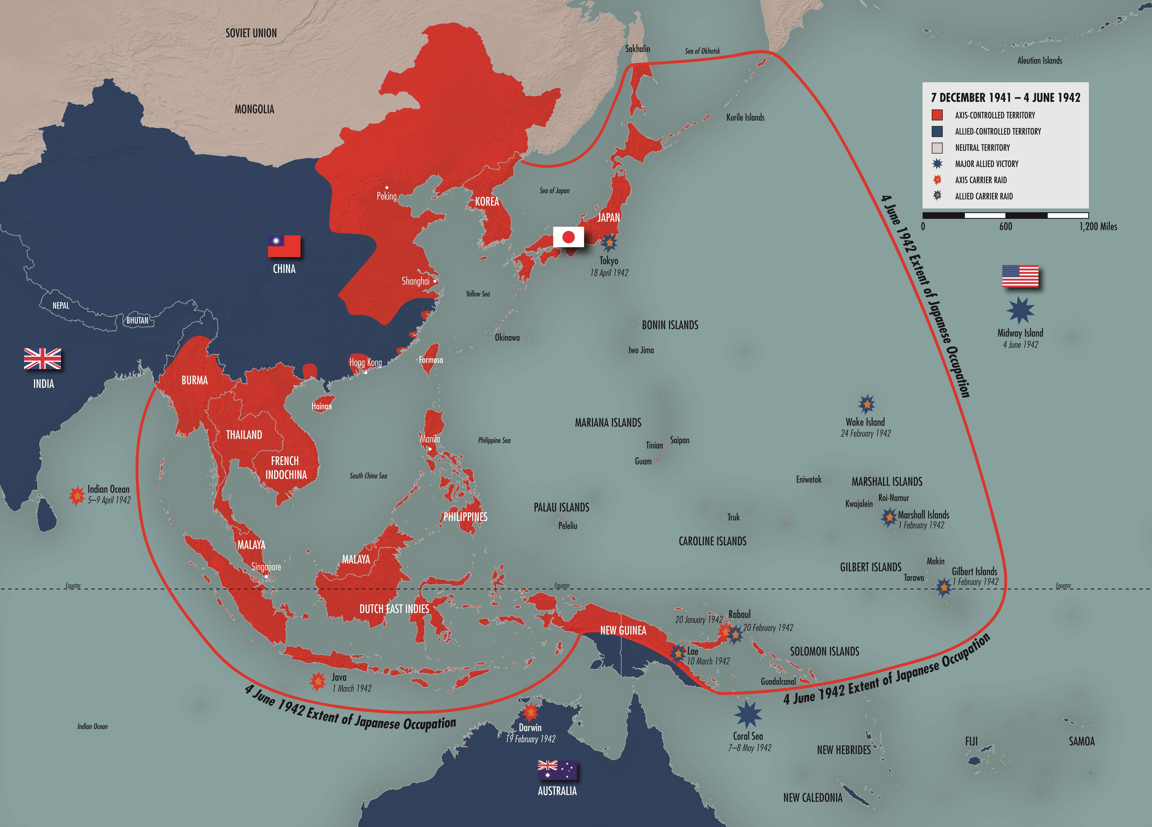 SOVIET UNION
Sakhalin
Sea of Okhotsk
Aleutian Islands
MONGOLIA
Kurile Islands
7 DECEMBER 1941 – 4 JUNE 1942
AXIS-CONTROLLED TERRITORY
ALLIED-CONTROLLED TERRITORY
NEUTRAL TERRITORY
MAJOR ALLIED VICTORY
AXIS CARRIER RAID
ALLIED CARRIER RAID
0 600 1,200 Miles
Peking
KOREA
Sea of Japan
JAPAN
Tokyo
18 April 1942
4 June 1942 Extent of Japanese Occupation
CHINA
Shanghai
Yellow Sea
NEPAL
BHUTAN
Okinawa
BONIN ISLANDS
Iwo Jima
Midway Island
4 June 1942
INDIA
BURMA
Hong Kong
Formosa
Hainan
THAILAND
FRENCH
INDOCHINA
Manila
Philippine Sea
MARIANA ISLANDS
Tinian
Saipan
Guam
Wake Island
24 February 1942
South China Sea
Indian Ocean
5–9 April 1942
PHILIPPINES
PALAU ISLANDS
Peleliu
Truk
CAROLINE ISLANDS
Eniwetok
MARSHALL ISLANDS
Roi-Namur
Kwajalein
Marshall Islands
1 February 1942
MALAYA
Singapore
MALAYA
GILBERT ISLANDS
Makin
Tarawa
Gilbert Islands
1 February 1942
Equator
Equator
Equator
DUTCH EAST INDIES
NEW GUINEA
20 January 1942
Rabaul
20 February 1942
Lae
10 March 1942
SOLOMON ISLANDS
Guadalcanal
4 June 1942 Extent of Japanese Occupation
Java
1 March 1942
4 June 1942 Extent of Japanese Occupation
Indian Ocean
Darwin
19 February 1942
Coral Sea
7–8 May 1942
NEW HEBRIDES
FIJI
SAMOA
AUSTRALIA
NEW CALEDONIA